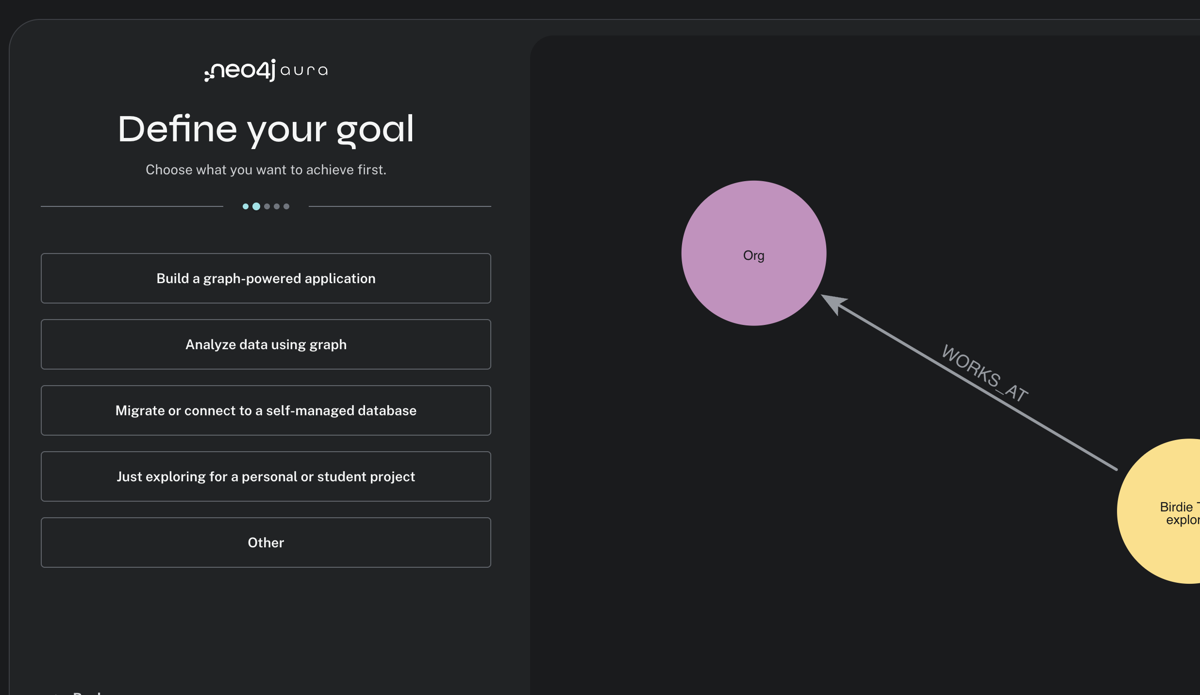 neo4j aura
Define your goal
Choose what you want to achieve first.
Build a graph-powered application
Analyze data using graph
Migrate or connect to a self-managed database
Just exploring for a personal or student project
Other
Org
WORKS_AT
Birdie